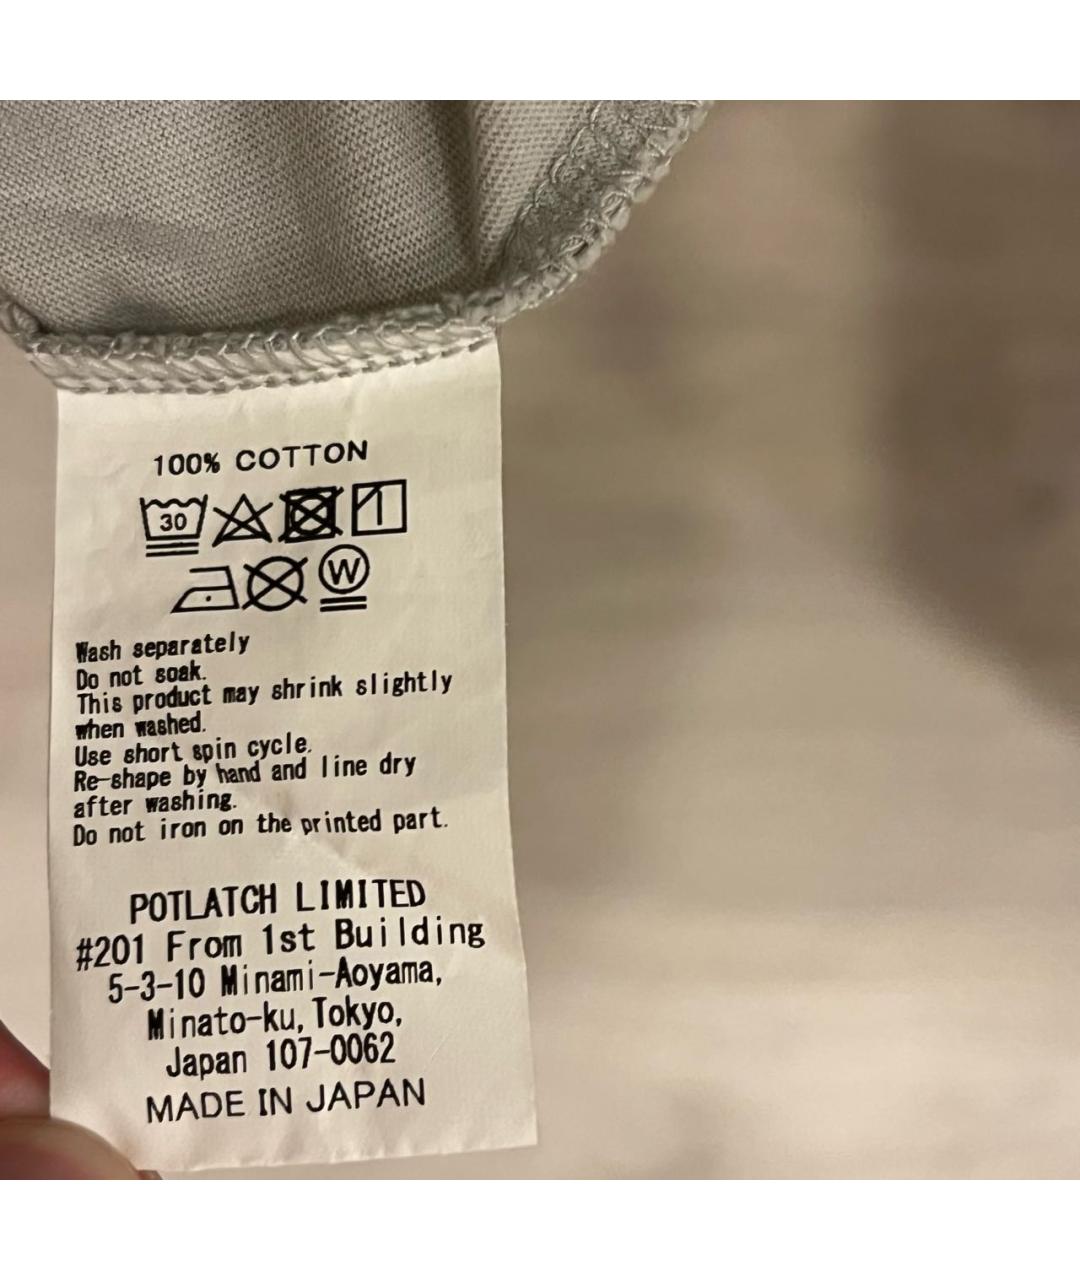 100% COTTON
30
W
Wash separately
Do not soak.
This product may shrink slightly
when washed.
Use short spin cycle.
Re-shape by hand and line dry
after washing.
Do not iron on the printed part.
POTLATCH LIMITED
#201 From 1st Building
5-3-10 Minami-Aoyama,
Minato-ku, Tokyo,
Japan 107-0062
MADE IN JAPAN